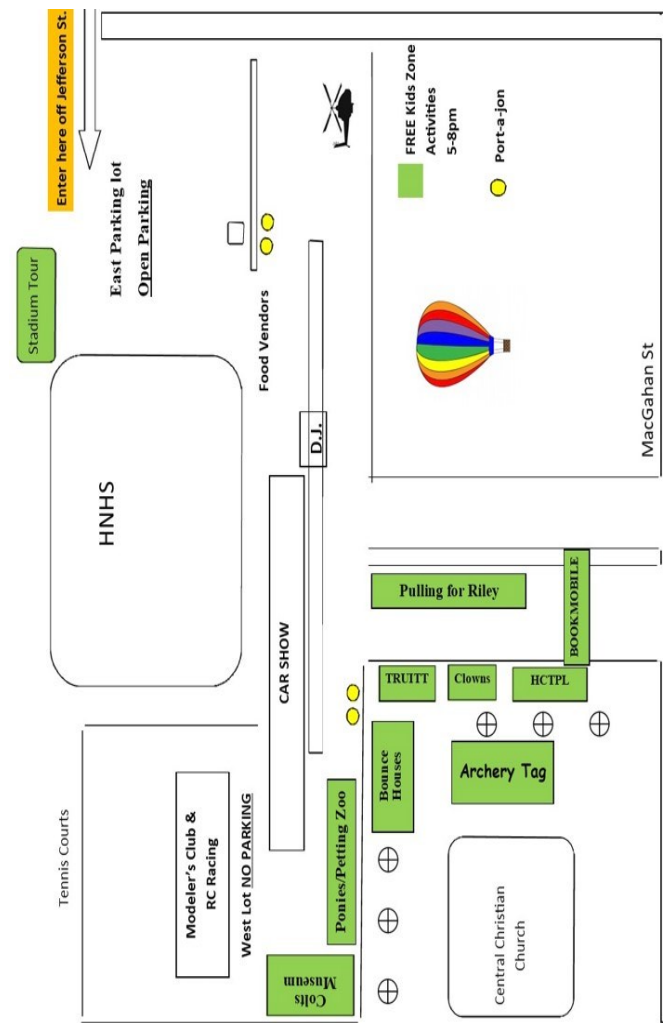 Enter here off Jefferson St.
Stadium Tour
East Parking lot
Open Parking
FREE Kids Zone
Activities
5-8pm
Port-a-jon
Food Vendors
HNHS
D.J.
MacGahan St
CAR SHOW
Pulling for Riley
BOOKMOBILE
TRUITT
Clowns
HCTPL
Tennis Courts
Modeler's Club &
RC Racing
West Lot NO PARKING
Ponies/Petting Zoo
Bounce
Houses
Archery Tag
Colts
Museum
Central Christian
Church